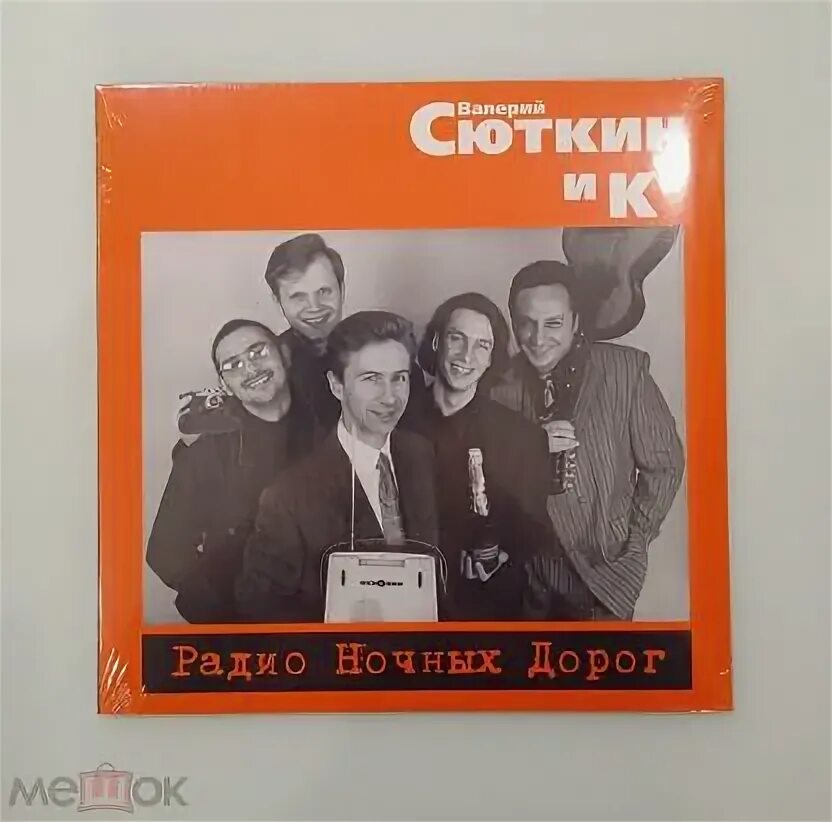 Валерий
Сюткин
и К
Радио Ночных Дорог
мешок